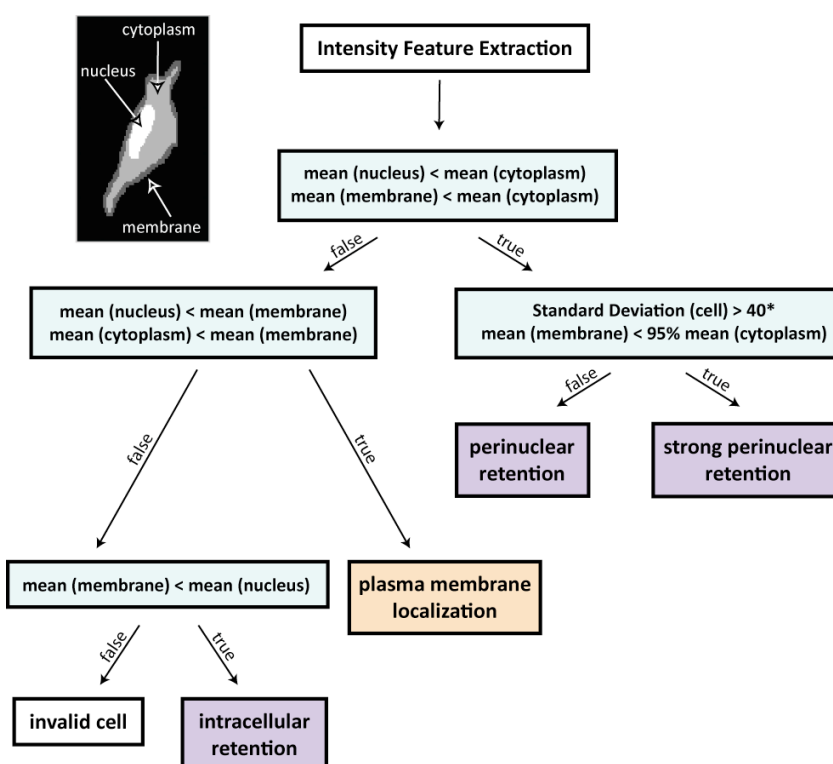 cytoplasm
nucleus
membrane
Intensity Feature Extraction
mean (nucleus) < mean (cytoplasm)
mean (membrane) < mean (cytoplasm)
false
true
mean (nucleus) < mean (membrane)
mean (cytoplasm) < mean (membrane)
Standard Deviation (cell) > 40*
mean (membrane) < 95% mean (cytoplasm)
false
true
perinuclear
retention
strong perinuclear
retention
false
true
mean (membrane) < mean (nucleus)
plasma membrane
localization
false
true
invalid cell
intracellular
retention